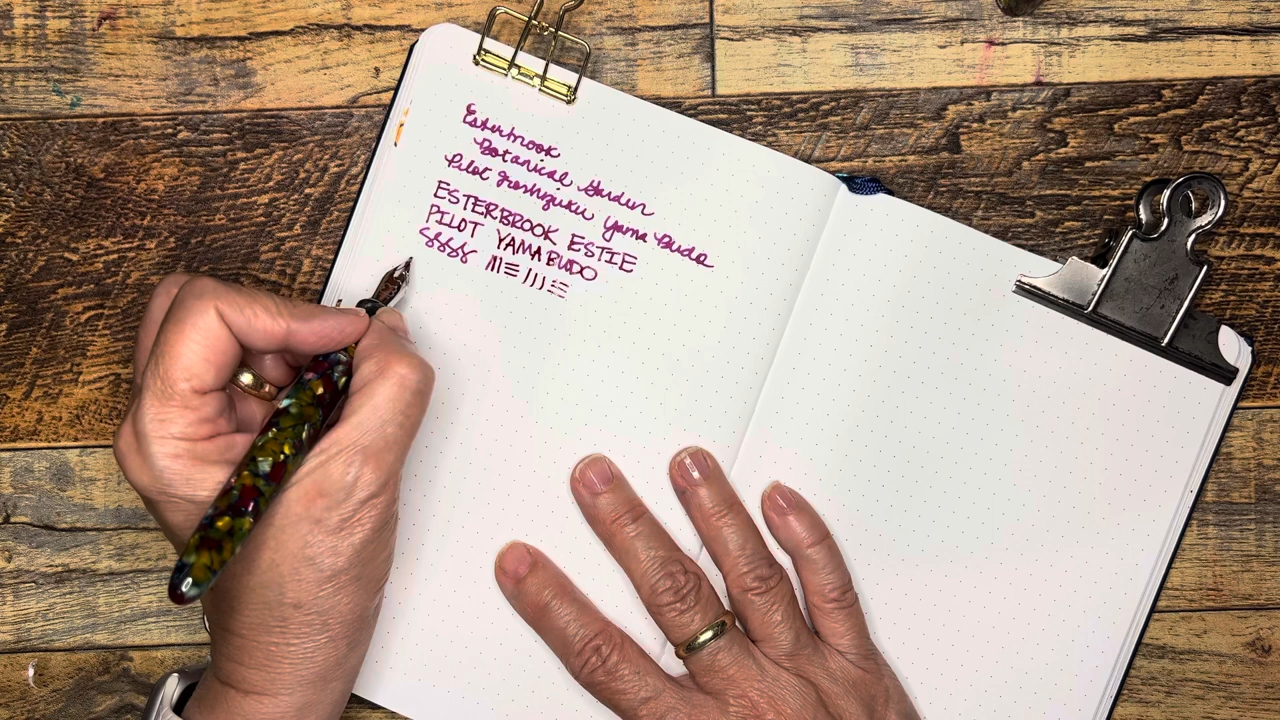 Esterbrook
Botanical Garden
Pilot Iroshizuku Yama Budo
ESTERBROOK ESTIE
PILOT YAMABUDO